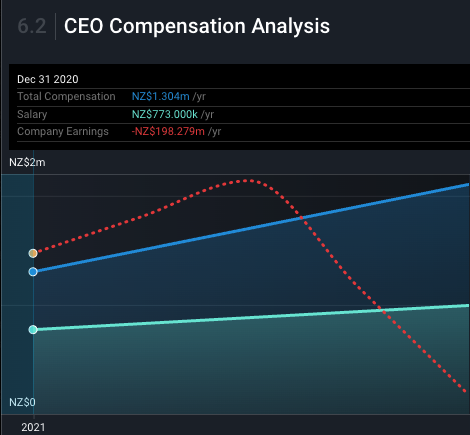 6.2 CEO Compensation Analysis
Dec 31 2020
Total Compensation NZ$1.304m /yr
Salary NZ$773.000k /yr
Company Earnings -NZ$198.279m /yr
NZ$2m
NZ$0
2021